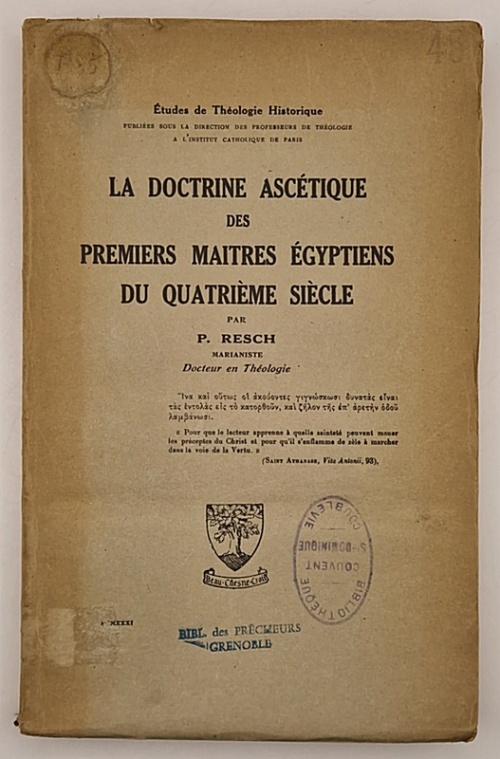 48
Études de Théologie Historique
PUBLIÉES SOUS LA DIRECTION DES PROFESSEURS DE THÉOLOGIE
A L'INSTITUT CATHOLIQUE DE PARIS
LA DOCTRINE ASCÉTIQUE
DES
PREMIERS MAITRES ÉGYPTIENS
DU QUATRIÈME SIÈCLE
PAR
P. RESCH
MARIANISTE
Docteur en Théologie
Ἵνα καὶ οὕτως οἱ ἀκούοντες γιγνώσκωσι δυνατὰς εἶναι
τὰς ἐντολὰς εἰς τὸ κατορθοῦν, καὶ ζῆλον τῆς ἐπ' ἀρετὴν ὁδοῦ
λαμβάνωσι.
« Pour que le lecteur apprenne à quelle sainteté peuvent mener
les préceptes du Christ et pour qu'il s'enflamme de zèle à marcher
dans la voie de la Vertu. »
(SAINT ATHANASE, Vita Antonii, 93).
Beau-Chesne-Croit
BIBLIOTHÈQUE
COUVENT
St-DOMINIQUE
COUBLEVIE
MCMXXXI
BIBL. des PRÊCHEURS
GRENOBLE